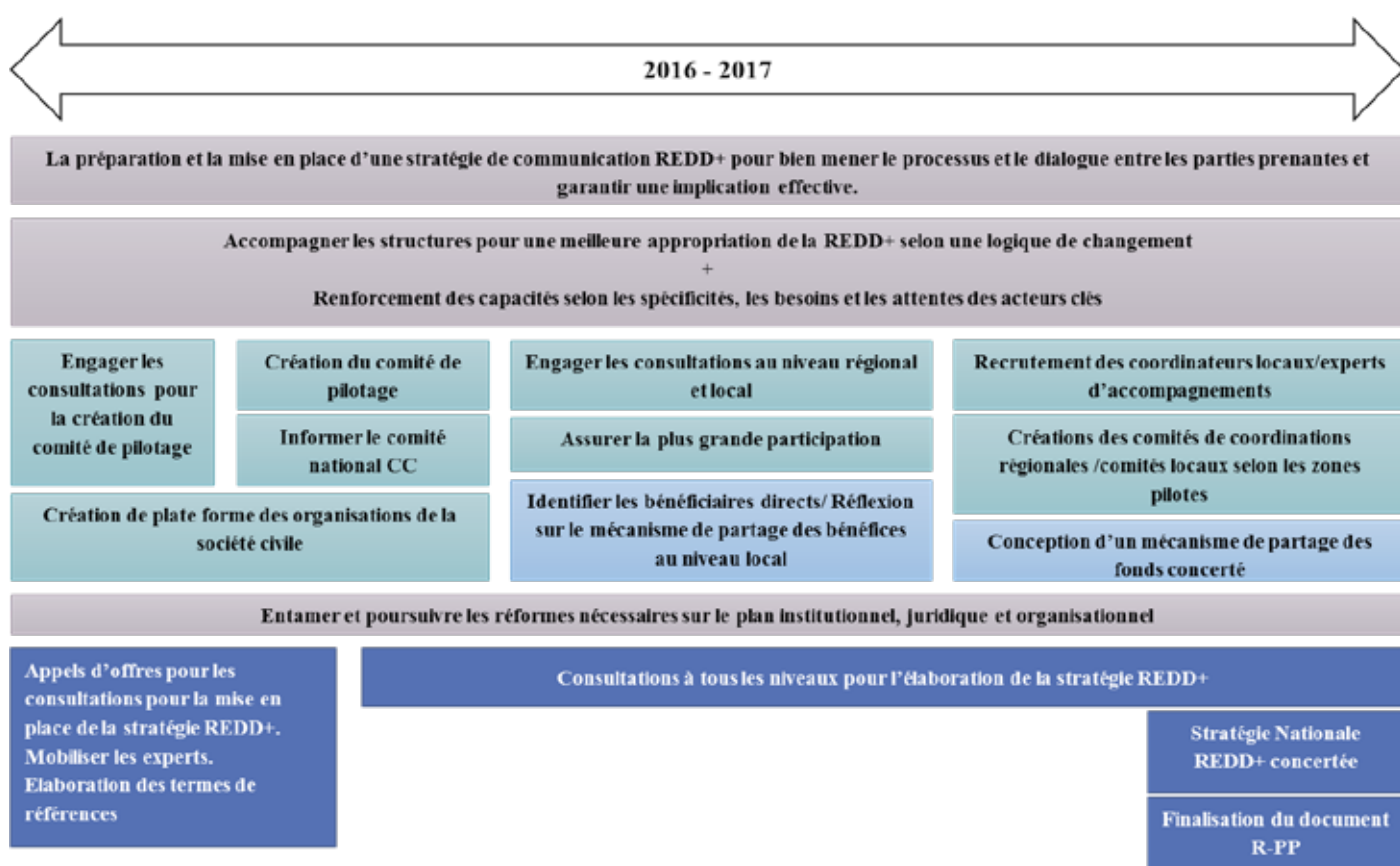 2016 - 2017
La préparation et la mise en place d’une stratégie de communication REDD+ pour bien mener le processus et le dialogue entre les parties prenantes et
garantir une implication effective.
Accompagner les structures pour une meilleure appropriation de la REDD+ selon une logique de changement
+
Renforcement des capacités selon les spécificités, les besoins et les attentes des acteurs clés
Engager les
consultations pour
la création du
comité de pilotage
Création du comité de
pilotage
Informer le comité
national CC
Création de plate forme des organisations de la
société civile
Engager les consultations au niveau régional
et local
Assurer la plus grande participation
Identifier les bénéficiaires directs/ Réflexion
sur le mécanisme de partage des bénéfices
au niveau local
Recrutement des coordinateurs locaux/experts
d’accompagnements
Créations des comités de coordinations
régionales /comités locaux selon les zones
pilotes
Conception d’un mécanisme de partage des
fonds concerté
Entamer et poursuivre les réformes nécessaires sur le plan institutionnel, juridique et organisationnel
Appels d’offres pour les
consultations pour la mise en
place de la stratégie REDD+.
Mobiliser les experts.
Elaboration des termes de
références
Consultations à tous les niveaux pour l’élaboration de la stratégie REDD+
Stratégie Nationale
REDD+ concertée
Finalisation du document
R-PP